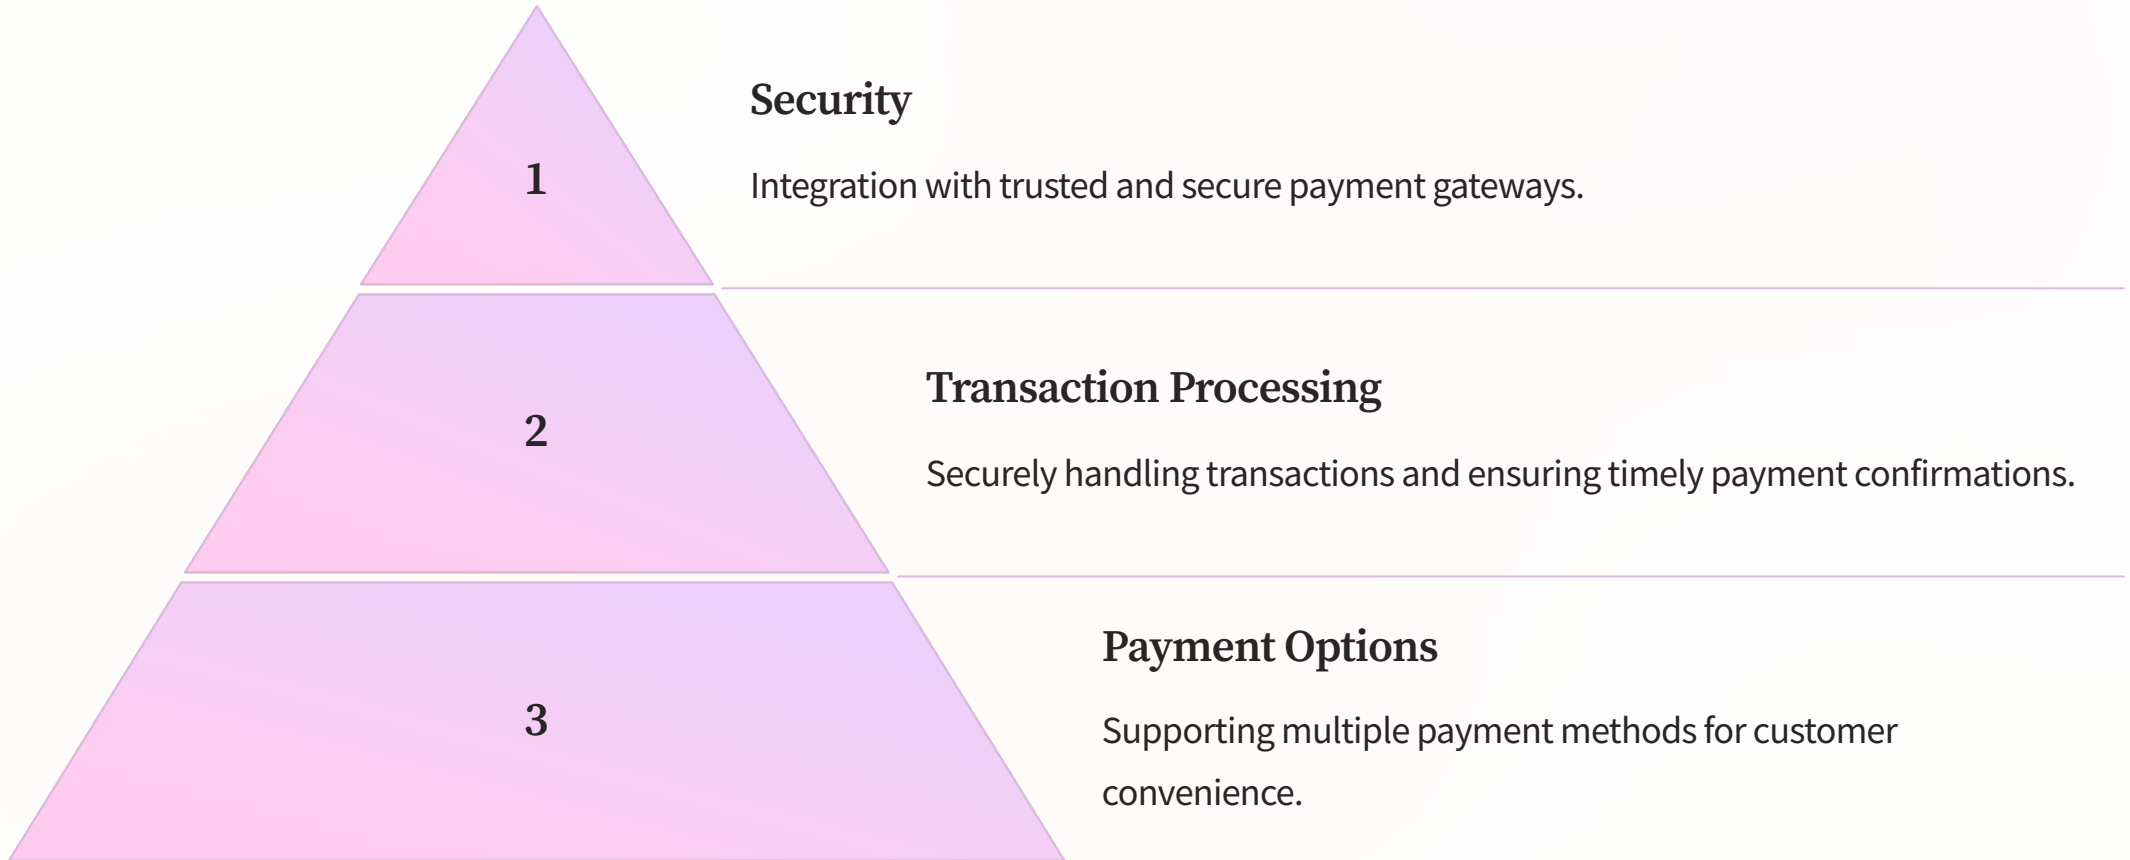 1
Security
Integration with trusted and secure payment gateways.
2
Transaction Processing
Securely handling transactions and ensuring timely payment confirmations.
3
Payment Options
Supporting multiple payment methods for customer
convenience.